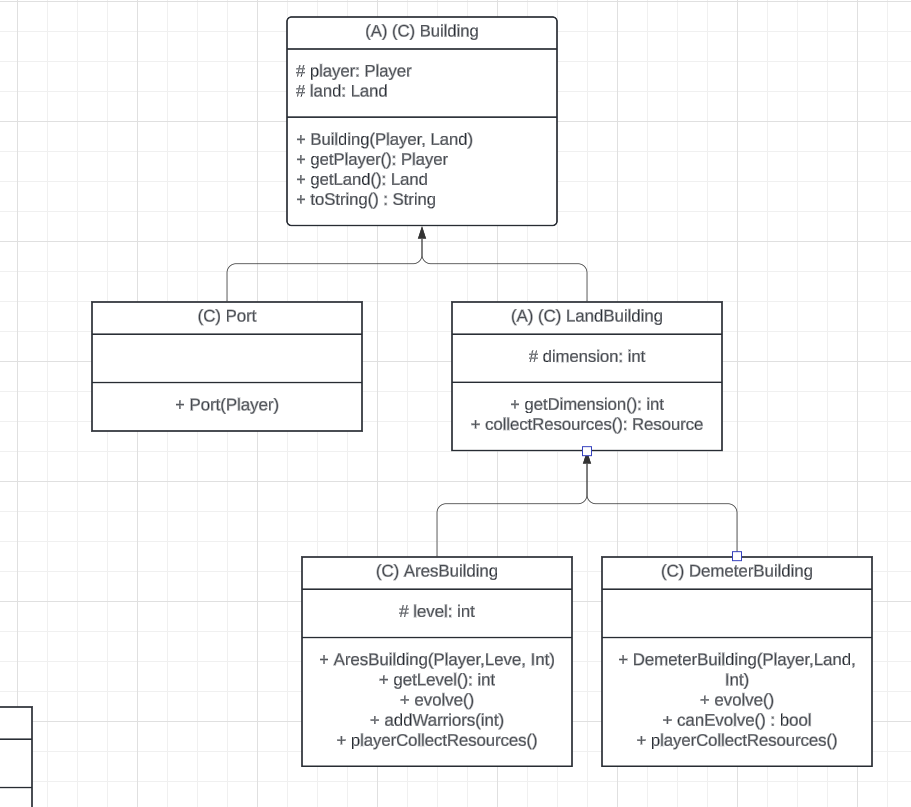 (A) (C) Building
# player: Player
# land: Land
+ Building(Player, Land)
+ getPlayer(): Player
+ getLand(): Land
+ toString() : String
(C) Port
+ Port(Player)
(A) (C) LandBuilding
# dimension: int
+ getDimension(): int
+ collectResources(): Resource
(C) AresBuilding
# level: int
+ AresBuilding(Player,Leve, Int)
+ getLevel(): int
+ evolve()
+ addWarriors(int)
+ playerCollectResources()
(C) DemeterBuilding
+ DemeterBuilding(Player,Land,
Int)
+ evolve()
+ canEvolve() : bool
+ playerCollectResources()